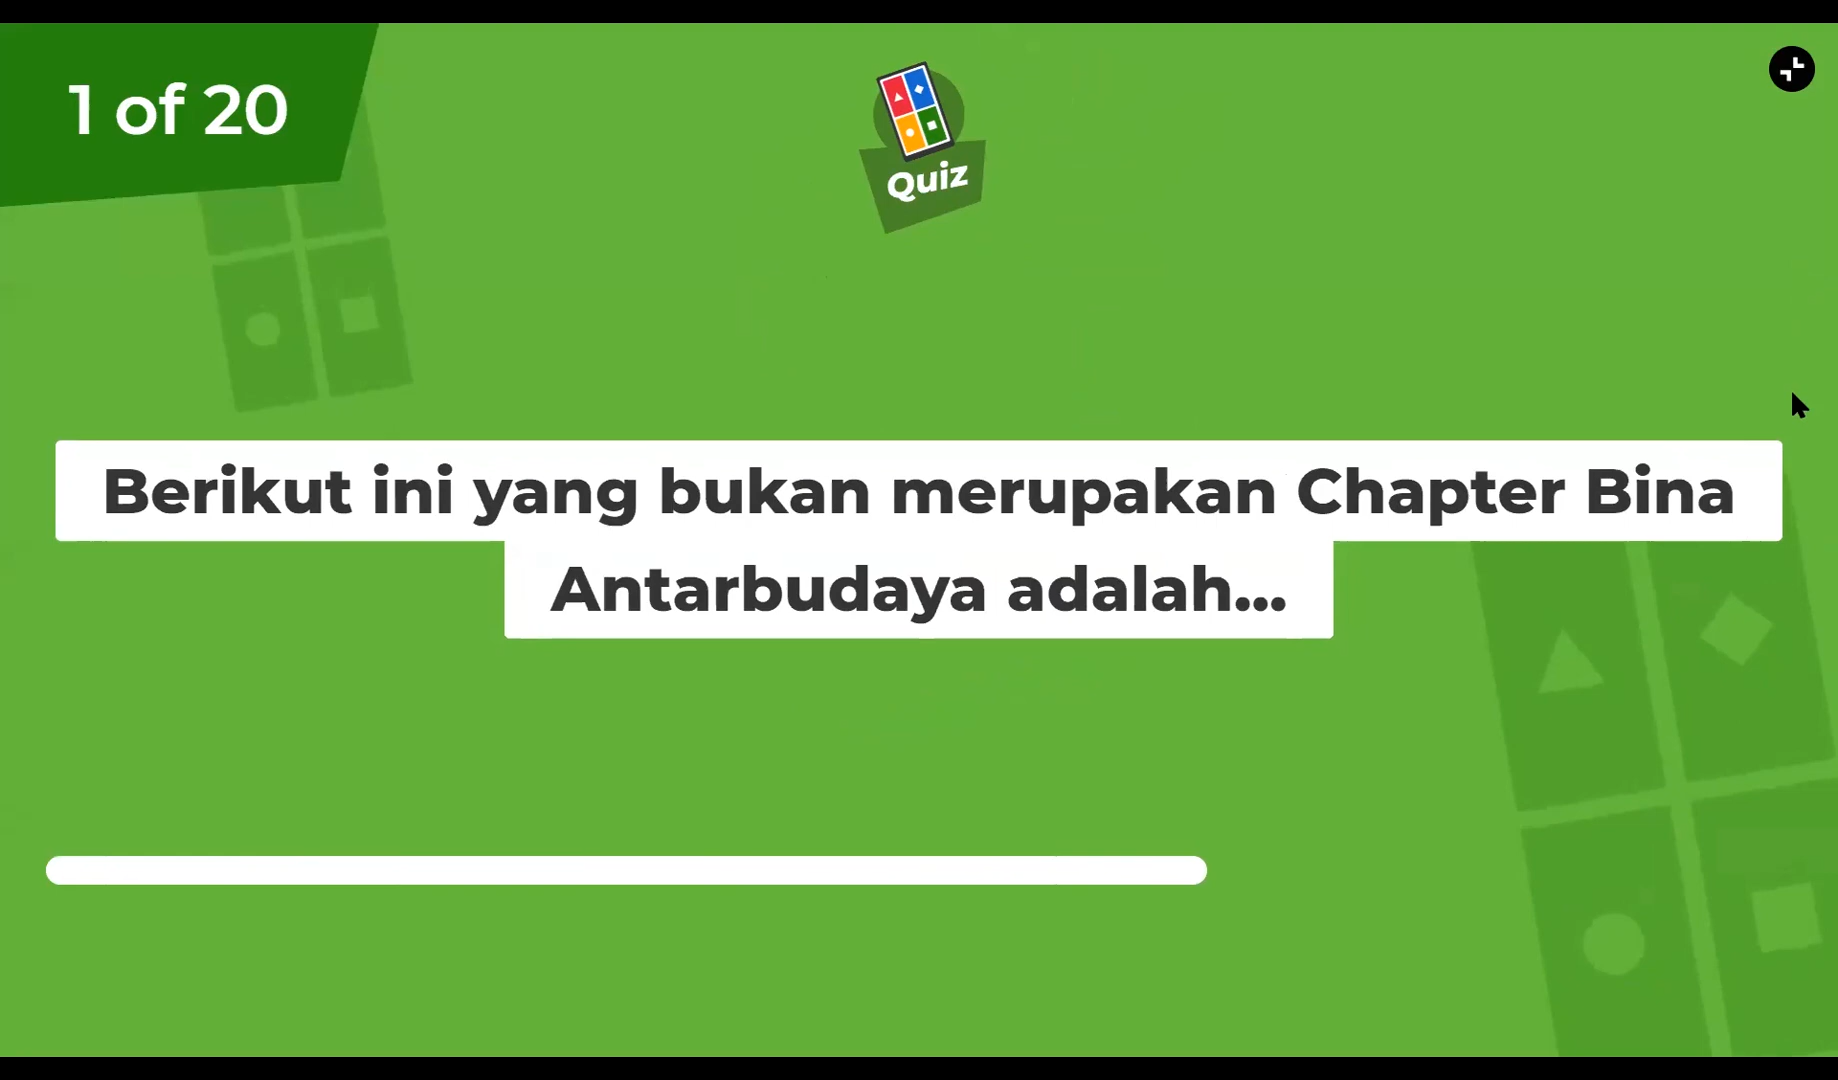 1 of 20
Quiz
Berikut ini yang bukan merupakan Chapter Bina
Antarbudaya adalah...